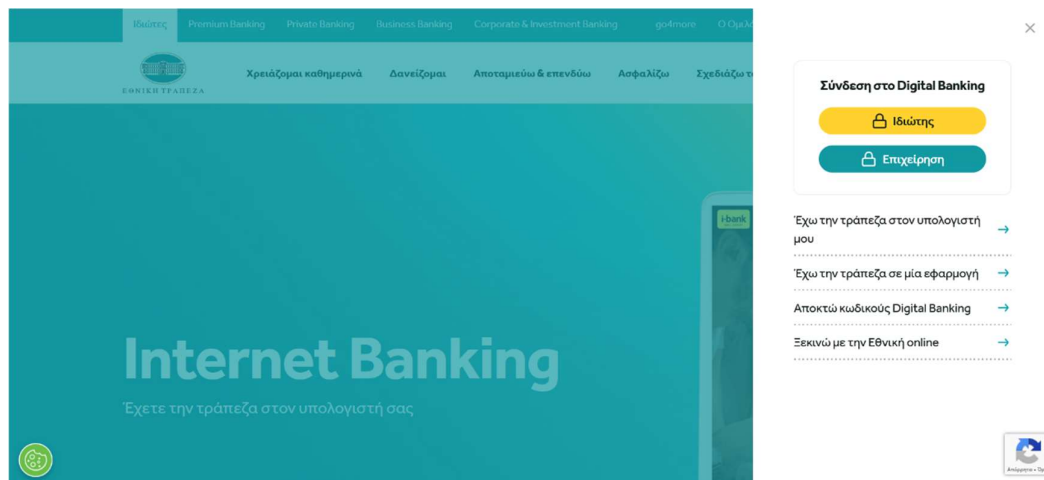 Ιδιώτες Premium Banking Private Banking Business Banking Corporate & Investment Banking go4more Ο Όμιλ
ΕΘΝΙΚΗ ΤΡΑΠΕΖΑ
Χρειάζομαι καθημερινά Δανείζομαι Αποταμιεύω & επενδύω Ασφαλίζω Σχεδιάζω τ
i-bank
Internet Banking
Έχετε την τράπεζα στον υπολογιστή σας
Σύνδεση στο Digital Banking
Ιδιώτης
Επιχείρηση
Έχω την τράπεζα στον υπολογιστή
μου
Έχω την τράπεζα σε μία εφαρμογή
Αποκτώ κωδικούς Digital Banking
Ξεκινώ με την Εθνική online